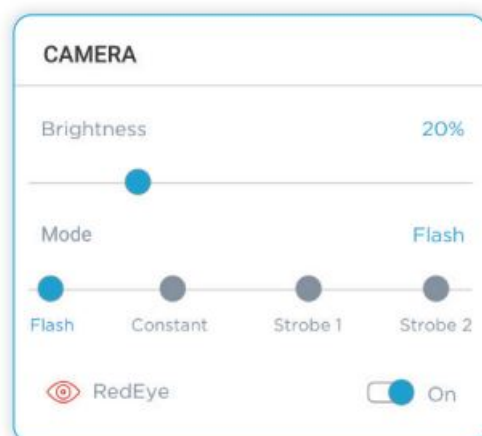 CAMERA
Brightness 20%
Mode Flash
Flash Constant Strobe 1 Strobe 2
RedEye On